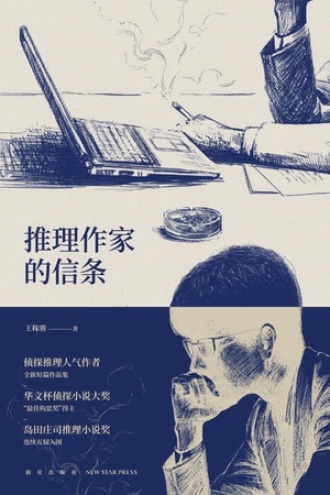 推理作家
的信条
王稼骏 著
侦探推理人气作者
全新短篇作品集
华文杯侦探小说大奖
“最佳构思奖”得主
岛田庄司推理小说奖
连续五届入围
新星出版社 NEW STAR PRESS